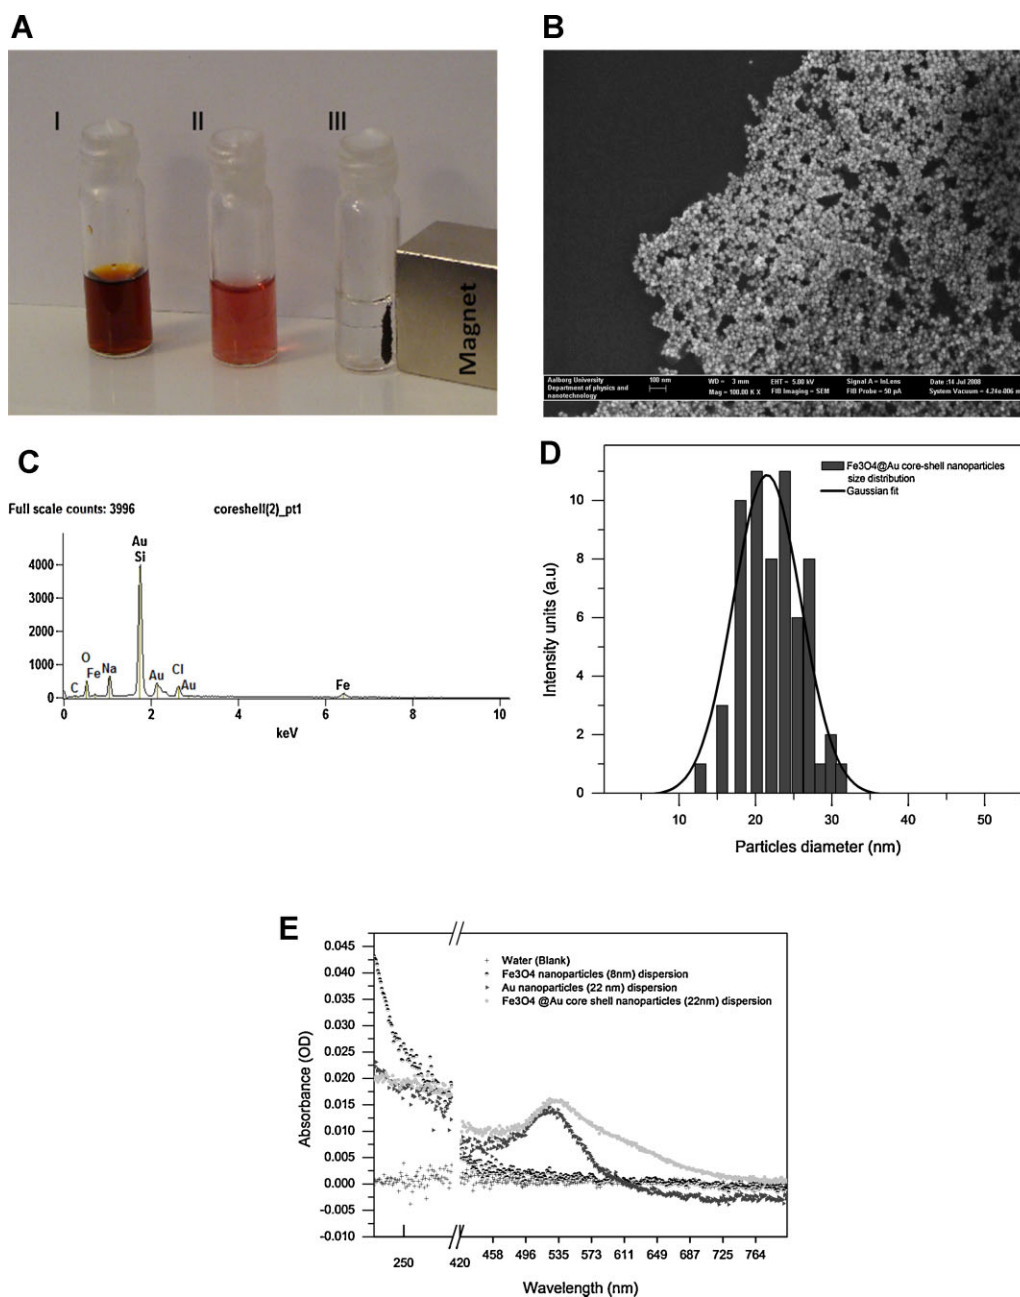 A
B
I
II
III
Magnet
Aalborg University
Department of physics and
nanotechnology
100 nm
WD = 3 mm
Mag = 100.00 K X
EHT = 5.00 kV
FIB Imaging = SEM
Signal A = InLens
FIB Probe = 50 pA
Date :14 Jul 2008
System Vacuum = 4.24e-006 m
C
Full scale counts: 3996
coreshell(2)_pt1
4000
3000
2000
1000
0
Au
Si
O
C
Fe
Na
Au
Cl
Au
Fe
0
2
4
6
8
10
keV
D
Fe3O4@Au core-shell nanoparticles
size distribution
Gaussian fit
Intensity units (a.u)
10
8
6
4
2
0
10
20
30
40
50
Particles diameter (nm)
E
Water (Blank)
Fe3O4 nanoparticles (8nm) dispersion
Au nanoparticles (22 nm) dispersion
Fe3O4 @Au core shell nanoparticles (22nm) dispersion
Absorbance (OD)
0.045
0.040
0.035
0.030
0.025
0.020
0.015
0.010
0.005
0.000
-0.005
-0.010
250
420
458
496
535
573
611
649
687
725
764
Wavelength (nm)